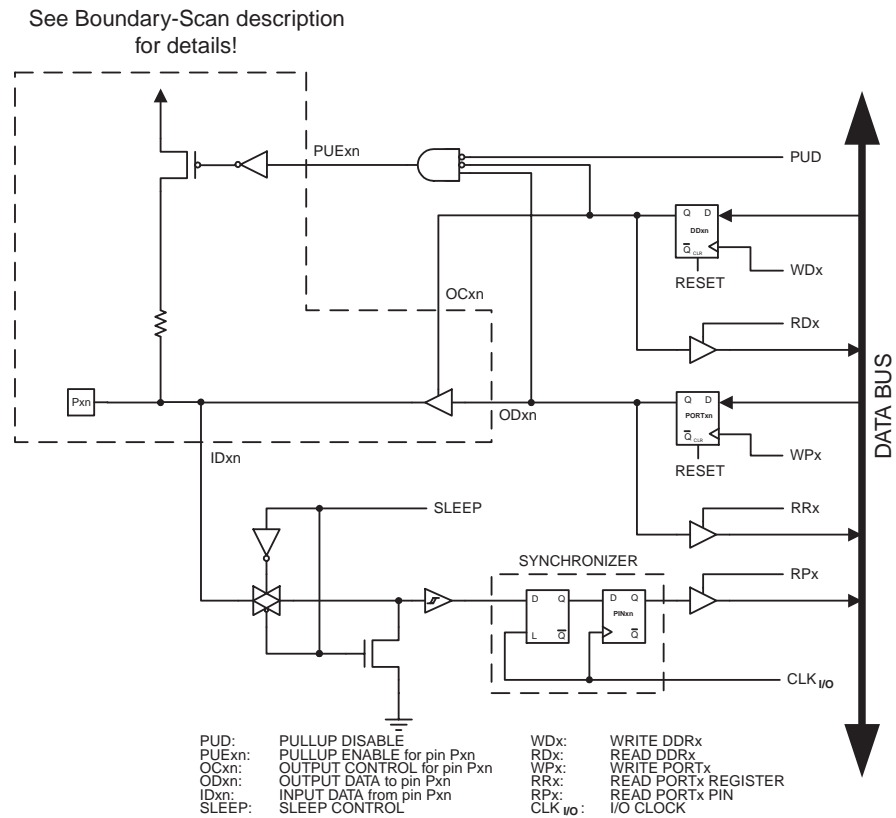 See Boundary-Scan description
for details!
PUExn
PUD
Q D
DDxn
Q CLR
WDx
RESET
OCxn
RDx
Pxn
ODxn
Q D
PORTxn
Q CLR
WPx
RESET
IDxn
SLEEP
RRx
SYNCHRONIZER
RPx
D Q
L Q
D Q
PINxn
Q
CLK I/O
DATA BUS
PUD: PULLUP DISABLE
PUExn: PULLUP ENABLE for pin Pxn
OCxn: OUTPUT CONTROL for pin Pxn
ODxn: OUTPUT DATA to pin Pxn
IDxn: INPUT DATA from pin Pxn
SLEEP: SLEEP CONTROL
WDx: WRITE DDRx
RDx: READ DDRx
WPx: WRITE PORTx
RRx: READ PORTx REGISTER
RPx: READ PORTx PIN
CLK I/O : I/O CLOCK